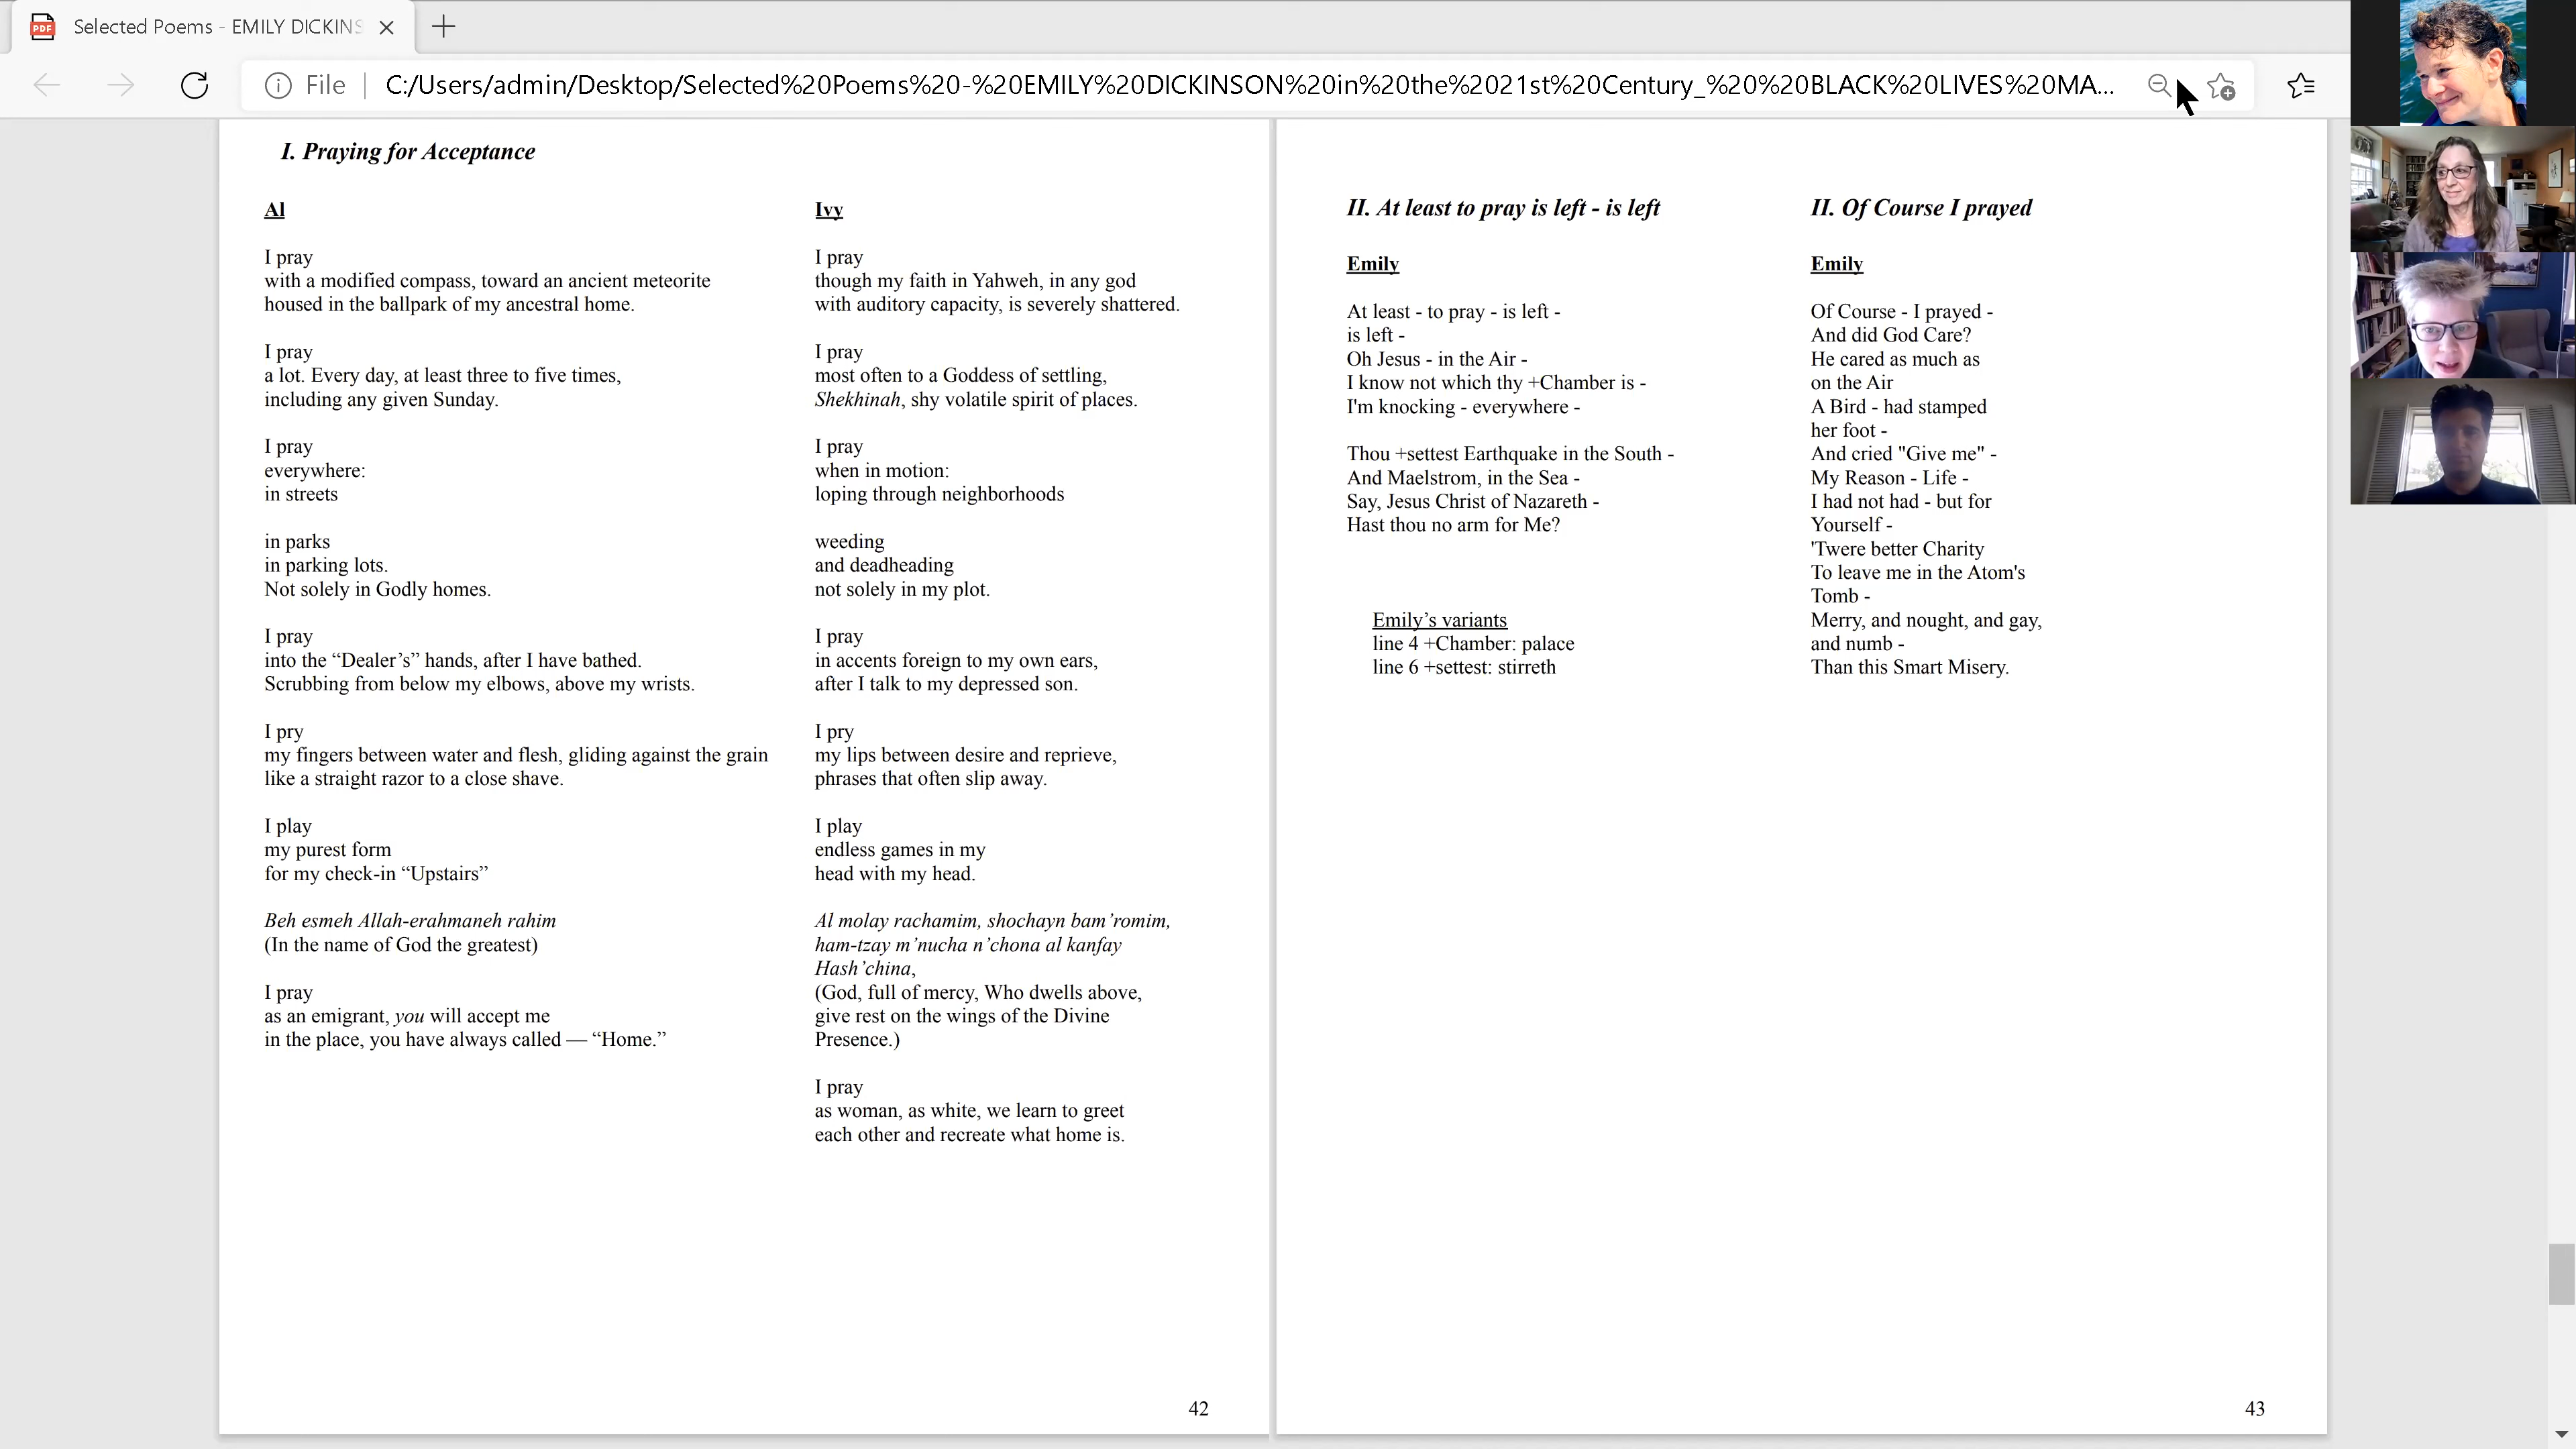 Selected Poems - EMILY DICKINS
File
C:/Users/admin/Desktop/Selected%20Poems%20-%20EMILY%20DICKINSON%20in%20the%2021st%20Century_%20%20BLACK%20LIVES%20MA...
I. Praying for Acceptance
Al
I pray
with a modified compass, toward an ancient meteorite
housed in the ballpark of my ancestral home.
I pray
a lot. Every day, at least three to five times,
including any given Sunday.
I pray
everywhere:
in streets
in parks
in parking lots.
Not solely in Godly homes.
I pray
into the “Dealer’s” hands, after I have bathed.
Scrubbing from below my elbows, above my wrists.
I pry
my fingers between water and flesh, gliding against the grain
like a straight razor to a close shave.
I play
my purest form
for my check-in “Upstairs”
Beh esmeh Allah-erahmaneh rahim
(In the name of God the greatest)
I pray
as an emigrant, you will accept me
in the place, you have always called — “Home.”
Ivy
I pray
though my faith in Yahweh, in any god
with auditory capacity, is severely shattered.
I pray
most often to a Goddess of settling,
Shekhinah, shy volatile spirit of places.
I pray
when in motion:
loping through neighborhoods
weeding
and deadheading
not solely in my plot.
I pray
in accents foreign to my own ears,
after I talk to my depressed son.
I pry
my lips between desire and reprieve,
phrases that often slip away.
I play
endless games in my
head with my head.
Al molay rachamim, shochayn bam’romim,
ham-tzay m’nucha n’chona al kanfay
Hash’china,
(God, full of mercy, Who dwells above,
give rest on the wings of the Divine
Presence.)
I pray
as woman, as white, we learn to greet
each other and recreate what home is.
42
II. At least to pray is left - is left
Emily
At least - to pray - is left -
is left -
Oh Jesus - in the Air -
I know not which thy +Chamber is -
I'm knocking - everywhere -
Thou +settest Earthquake in the South -
And Maelstrom, in the Sea -
Say, Jesus Christ of Nazareth -
Hast thou no arm for Me?
Emily’s variants
line 4 +Chamber: palace
line 6 +settest: stirreth
II. Of Course I prayed
Emily
Of Course - I prayed -
And did God Care?
He cared as much as
on the Air
A Bird - had stamped
her foot -
And cried "Give me" -
My Reason - Life -
I had not had - but for
Yourself -
'Twere better Charity
To leave me in the Atom's
Tomb -
Merry, and nought, and gay,
and numb -
Than this Smart Misery.
43